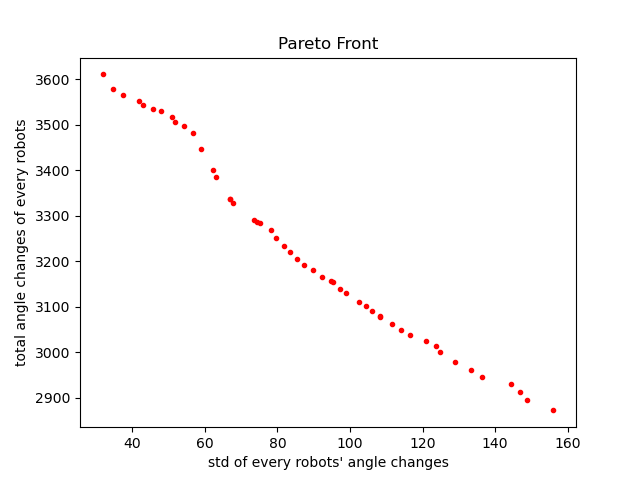 Pareto Front
total angle changes of every robots
3600
3500
3400
3300
3200
3100
3000
2900
40 60 80 100 120 140 160
std of every robots' angle changes